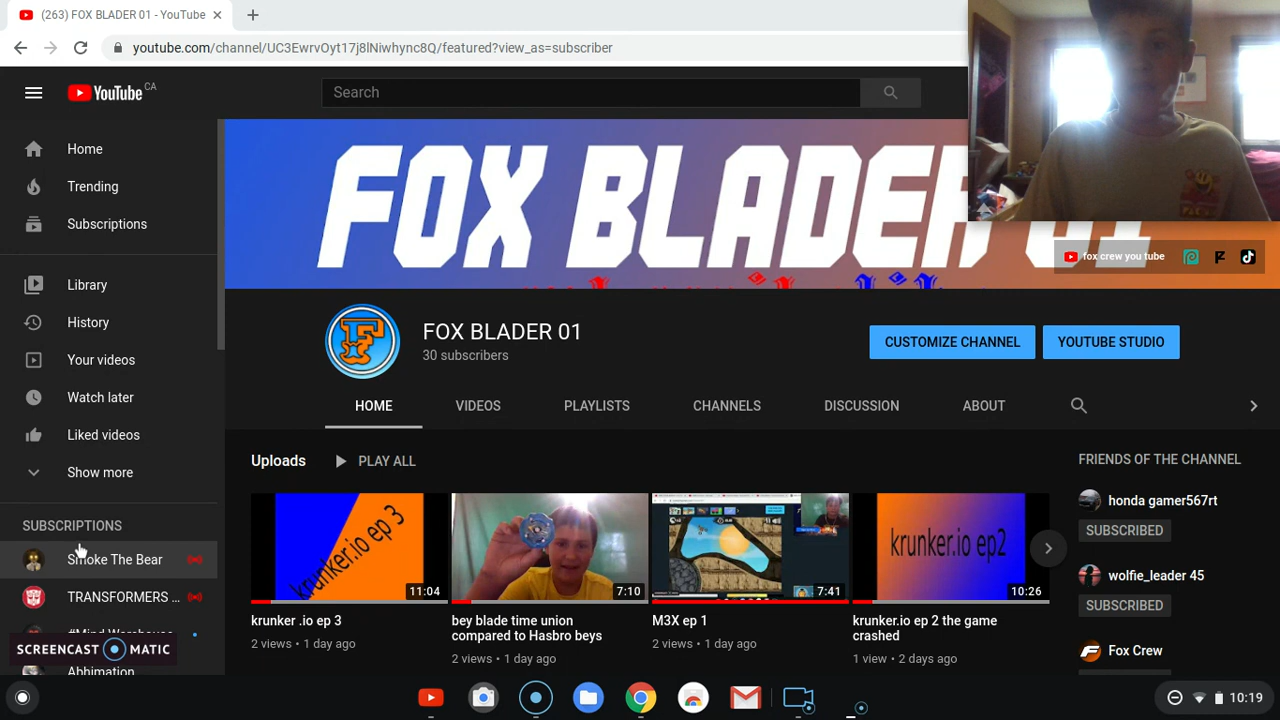 (263) FOX BLADER 01 - YouTube
youtube.com/channel/UC3EwrvOyt17j8lNiwhync8Q/featured?view_as=subscriber
YouTube CA
Search
Home
Trending
Subscriptions
Library
History
Your videos
Watch later
Liked videos
Show more
SUBSCRIPTIONS
Smoke The Bear
TRANSFORMERS ...
#Mind Warehouse
Abbimation
SCREENCAST MATIC
FOX BLADER 01
fox crew you tube
FOX BLADER 01
30 subscribers
CUSTOMIZE CHANNEL
YOUTUBE STUDIO
HOME
VIDEOS
PLAYLISTS
CHANNELS
DISCUSSION
ABOUT
Uploads
PLAY ALL
krunker.io ep 3
11:04
krunker .io ep 3
2 views • 1 day ago
7:10
bey blade time union
compared to Hasbro beys
2 views • 1 day ago
7:41
M3X ep 1
2 views • 1 day ago
krunker.io ep2
10:26
krunker.io ep 2 the game
crashed
1 view • 2 days ago
FRIENDS OF THE CHANNEL
honda gamer567rt
SUBSCRIBED
wolfie_leader 45
SUBSCRIBED
Fox Crew
10:19